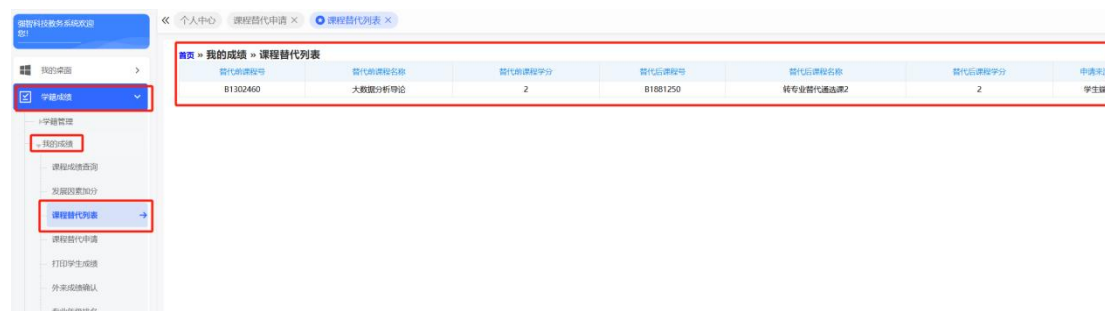 强智科技教务系统欢迎
您!
« 个人中心 课程替代申请 × 课程替代列表 ×
首页 » 我的成绩 » 课程替代列表
替代前课程号 替代前课程名称 替代前课程学分 替代后课程号 替代后课程名称 替代后课程学分
B1302460 大数据分析导论 2 B1881250 转专业替代通选课2 2 学生
我的桌面
学籍成绩
学籍管理
我的成绩
课程成绩查询
发展因素加分
课程替代列表
课程替代申请
打印学生成绩
外来成绩确认